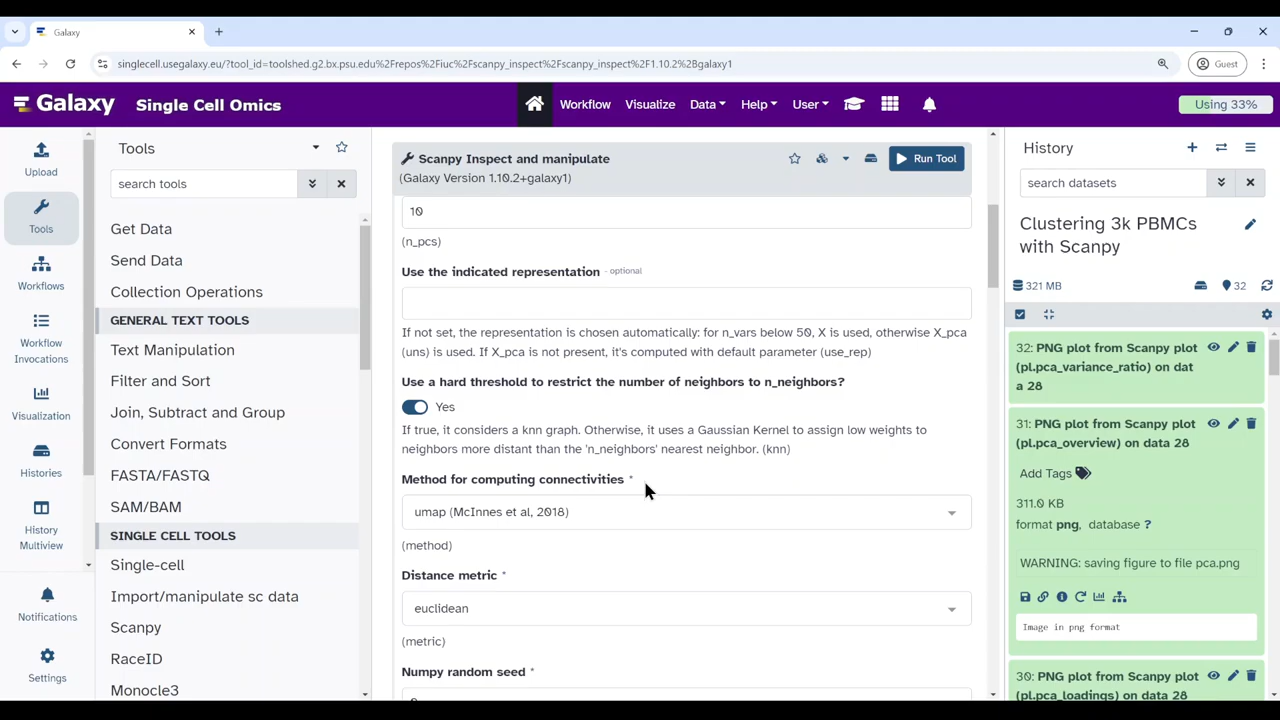 Galaxy
singlecell.usegalaxy.eu/?tool_id=toolshed.g2.bx.psu.edu%2Frepos%2Fiuc%2Fscanpy_inspect%2Fscanpy_inspect%2F1.10.2%2Bgalaxy1
Guest
Galaxy Single Cell Omics
Workflow Visualize Data Help User
Using 33%
Upload
Tools
Workflows
Workflow
Invocations
Visualization
Histories
History
Multiview
Notifications
Settings
Tools
search tools
Get Data
Send Data
Collection Operations
GENERAL TEXT TOOLS
Text Manipulation
Filter and Sort
Join, Subtract and Group
Convert Formats
FASTA/FASTQ
SAM/BAM
SINGLE CELL TOOLS
Single-cell
Import/manipulate sc data
Scanpy
RaceID
Monocle3
Scanpy Inspect and manipulate
(Galaxy Version 1.10.2+galaxy1)
Run Tool
10
(n_pcs)
Use the indicated representation - optional
If not set, the representation is chosen automatically: for n_vars below 50, X is used, otherwise X_pca
(uns) is used. If X_pca is not present, it's computed with default parameter (use_rep)
Use a hard threshold to restrict the number of neighbors to n_neighbors?
Yes
If true, it considers a knn graph. Otherwise, it uses a Gaussian Kernel to assign low weights to
neighbors more distant than the 'n_neighbors' nearest neighbor. (knn)
Method for computing connectivities *
umap (McInnes et al, 2018)
(method)
Distance metric *
euclidean
(metric)
Numpy random seed *
History
search datasets
Clustering 3k PBMCs
with Scanpy
321 MB
32
32: PNG plot from Scanpy plot
(pl.pca_variance_ratio) on dat
a 28
31: PNG plot from Scanpy plot
(pl.pca_overview) on data 28
Add Tags
311.0 KB
format png, database ?
WARNING: saving figure to file pca.png
Image in png format
30: PNG plot from Scanpy plot
(pl.pca_loadings) on data 28